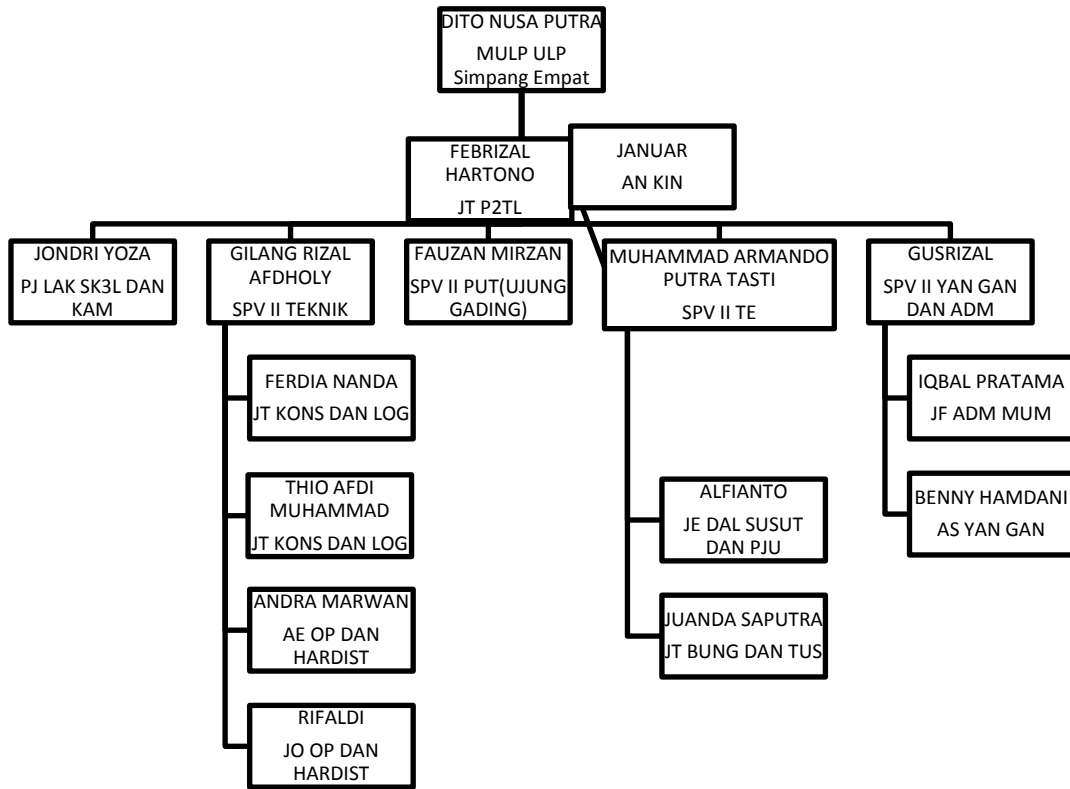 DITO NUSA PUTRA
MULP ULP
Simpang Empat
FEBRIZAL
HARTONO
JT P2TL
JANUAR
AN KIN
JONDRI YOZA
PJ LAK SK3L DAN
KAM
GILANG RIZAL
AFDHOLY
SPV II TEKNIK
FAUZAN MIRZAN
SPV II PUT(UJUNG
GADING)
MUHAMMAD ARMANDO
PUTRA TASTI
SPV II TE
GUSRIZAL
SPV II YAN GAN
DAN ADM
FERDIA NANDA
JT KONS DAN LOG
THIO AFDI
MUHAMMAD
JT KONS DAN LOG
ANDRA MARWAN
AE OP DAN
HARDIST
RIFALDI
JO OP DAN
HARDIST
ALFIANTO
JE DAL SUSUT
DAN PJU
JUANDA SAPUTRA
JT BUNG DAN TUS
IQBAL PRATAMA
JF ADM MUM
BENNY HAMDANI
AS YAN GAN